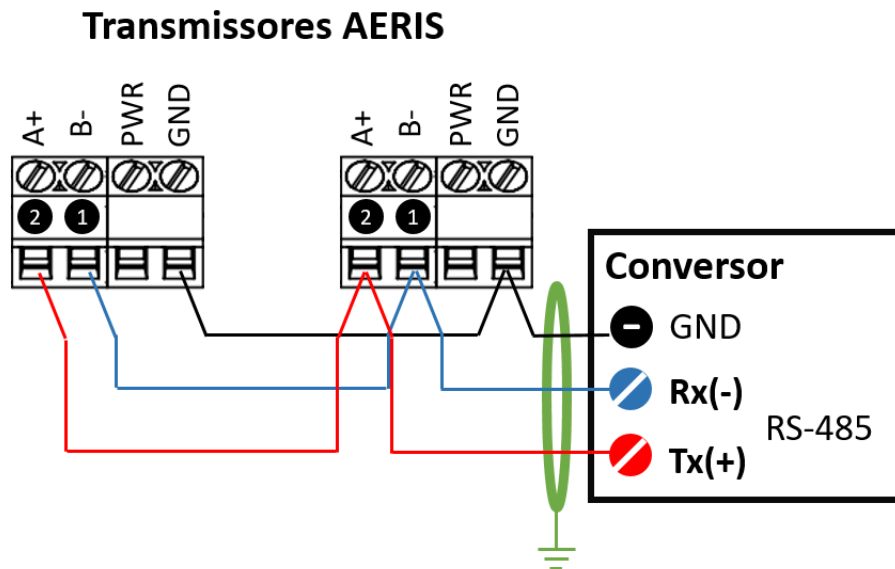 Transmissores AERIS
A+ B- PWR GND
A+ B- PWR GND
2 1
2 1
Conversor
- GND
Rx(-)
RS-485
Tx(+)